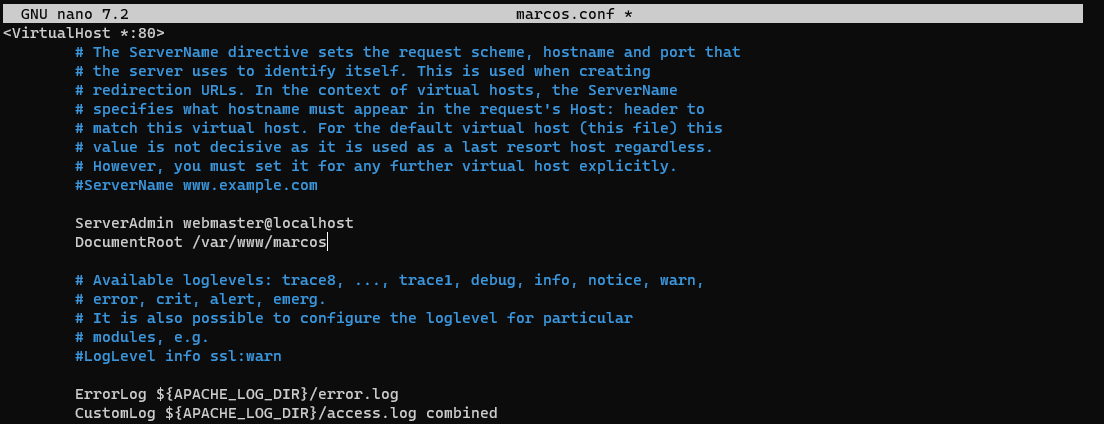 GNU nano 7.2 marcos.conf *
<VirtualHost *:80>
# The ServerName directive sets the request scheme, hostname and port that
# the server uses to identify itself. This is used when creating
# redirection URLs. In the context of virtual hosts, the ServerName
# specifies what hostname must appear in the request's Host: header to
# match this virtual host. For the default virtual host (this file) this
# value is not decisive as it is used as a last resort host regardless.
# However, you must set it for any further virtual host explicitly.
#ServerName www.example.com
ServerAdmin webmaster@localhost
DocumentRoot /var/www/marcos
# Available loglevels: trace8, ..., trace1, debug, info, notice, warn,
# error, crit, alert, emerg.
# It is also possible to configure the loglevel for particular
# modules, e.g.
#LogLevel info ssl:warn
ErrorLog ${APACHE_LOG_DIR}/error.log
CustomLog ${APACHE_LOG_DIR}/access.log combined